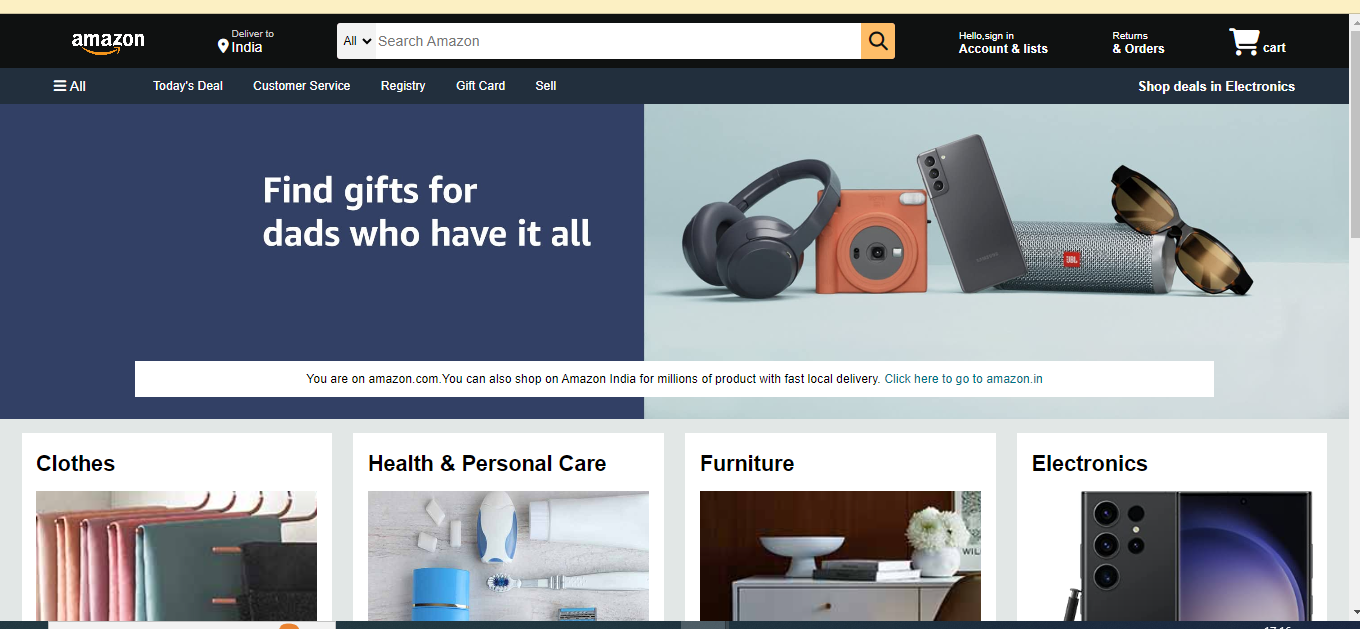 amazon
Deliver to
India
All
Search Amazon
Hello,sign in
Account & lists
Returns
& Orders
cart
All
Today's Deal
Customer Service
Registry
Gift Card
Sell
Shop deals in Electronics
Find gifts for
dads who have it all
SAMSUNG
JBL
You are on amazon.com.You can also shop on Amazon India for millions of product with fast local delivery. Click here to go to amazon.in
Clothes
Health & Personal Care
Furniture
Electronics